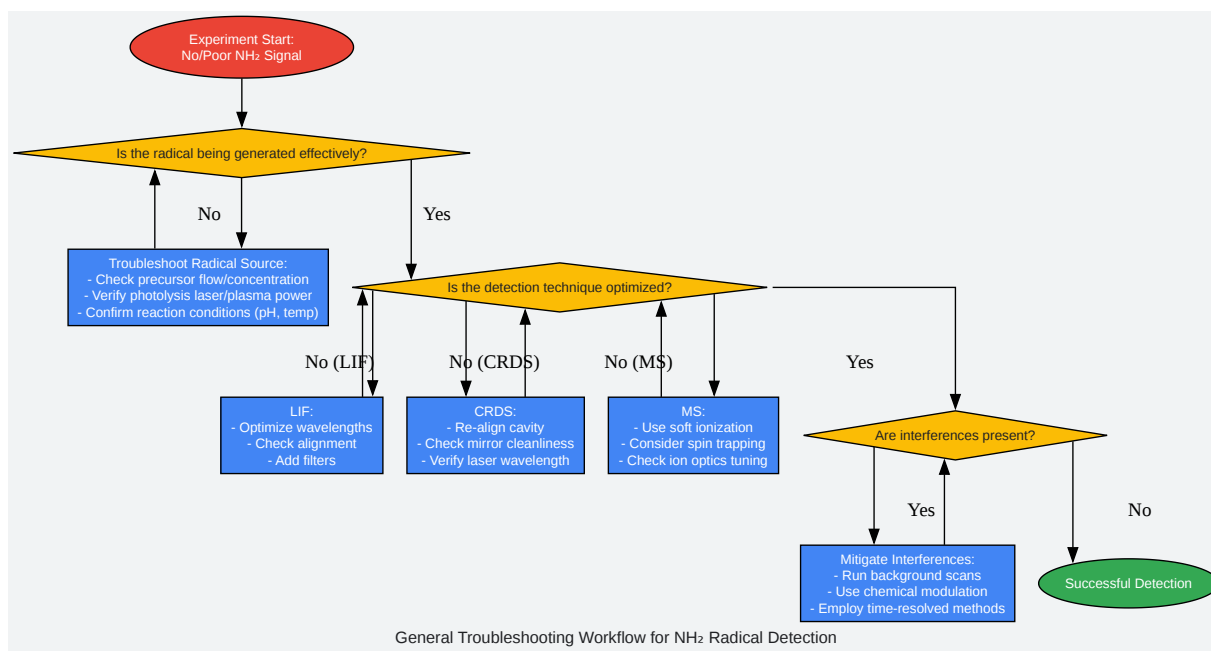 Experiment Start:
No/Poor NH₂ Signal
Is the radical being generated effectively?
No
Yes
Troubleshoot Radical Source:
- Check precursor flow/concentration
- Verify photolysis laser/plasma power
- Confirm reaction conditions (pH, temp)
Is the detection technique optimized?
No (LIF)
No (CRDS)
No (MS)
Yes
LIF:
- Optimize wavelengths
- Check alignment
- Add filters
CRDS:
- Re-align cavity
- Check mirror cleanliness
- Verify laser wavelength
MS:
- Use soft ionization
- Consider spin trapping
- Check ion optics tuning
Are interferences present?
Yes
No
Mitigate Interferences:
- Run background scans
- Use chemical modulation
- Employ time-resolved methods
Successful Detection
General Troubleshooting Workflow for NH₂ Radical Detection